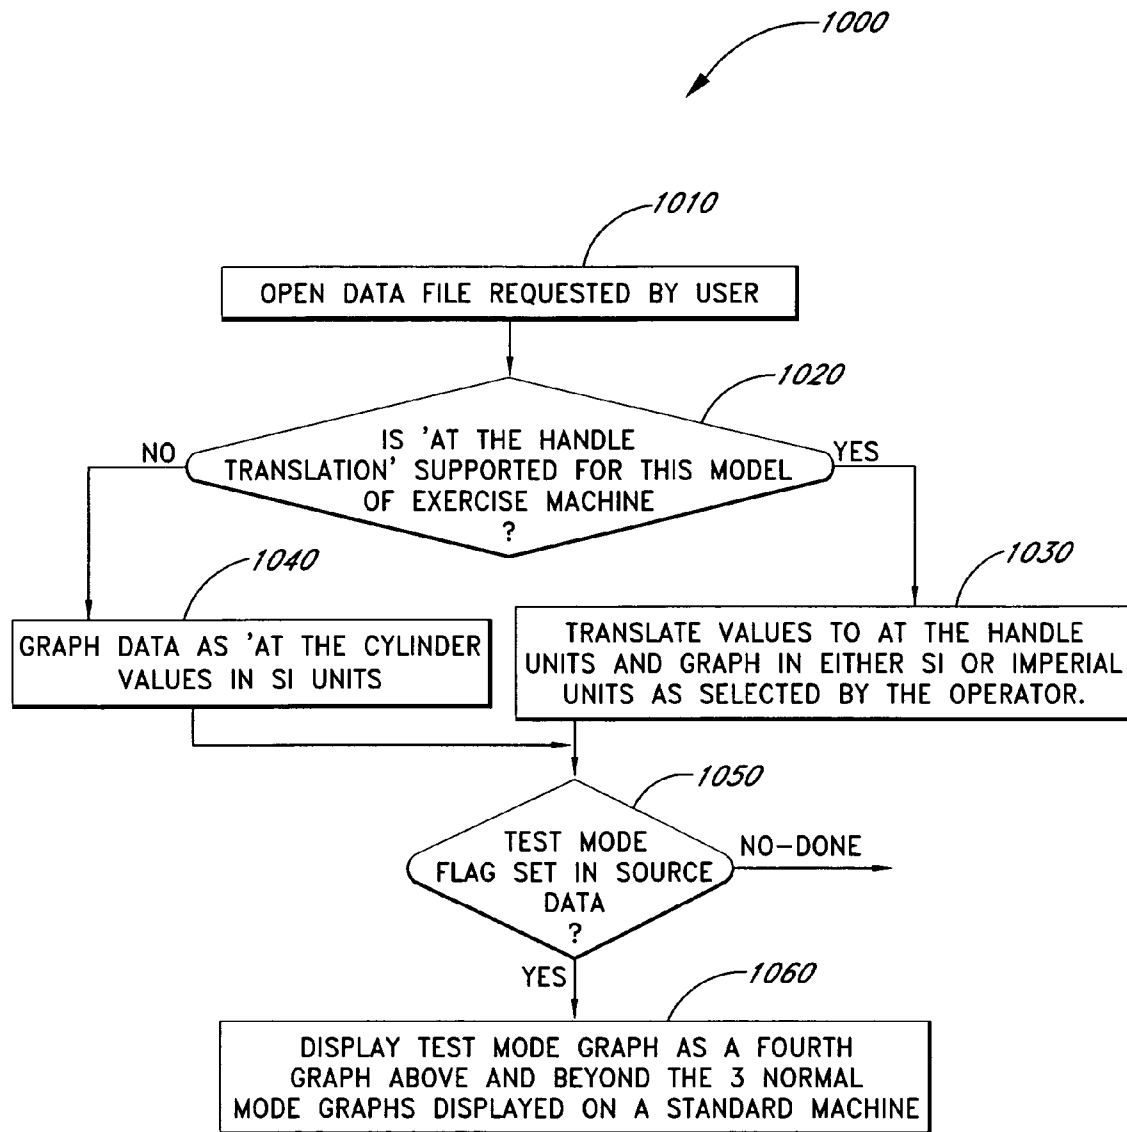 1000
1010
OPEN DATA FILE REQUESTED BY USER
1020
IS 'AT THE HANDLE
TRANSLATION' SUPPORTED FOR THIS MODEL
OF EXERCISE MACHINE
?
NO
YES
1040
GRAPH DATA AS 'AT THE CYLINDER
VALUES IN SI UNITS
1030
TRANSLATE VALUES TO AT THE HANDLE
UNITS AND GRAPH IN EITHER SI OR IMPERIAL
UNITS AS SELECTED BY THE OPERATOR.
1050
TEST MODE
FLAG SET IN SOURCE
DATA
?
NO-DONE
YES
1060
DISPLAY TEST MODE GRAPH AS A FOURTH
GRAPH ABOVE AND BEYOND THE 3 NORMAL
MODE GRAPHS DISPLAYED ON A STANDARD MACHINE